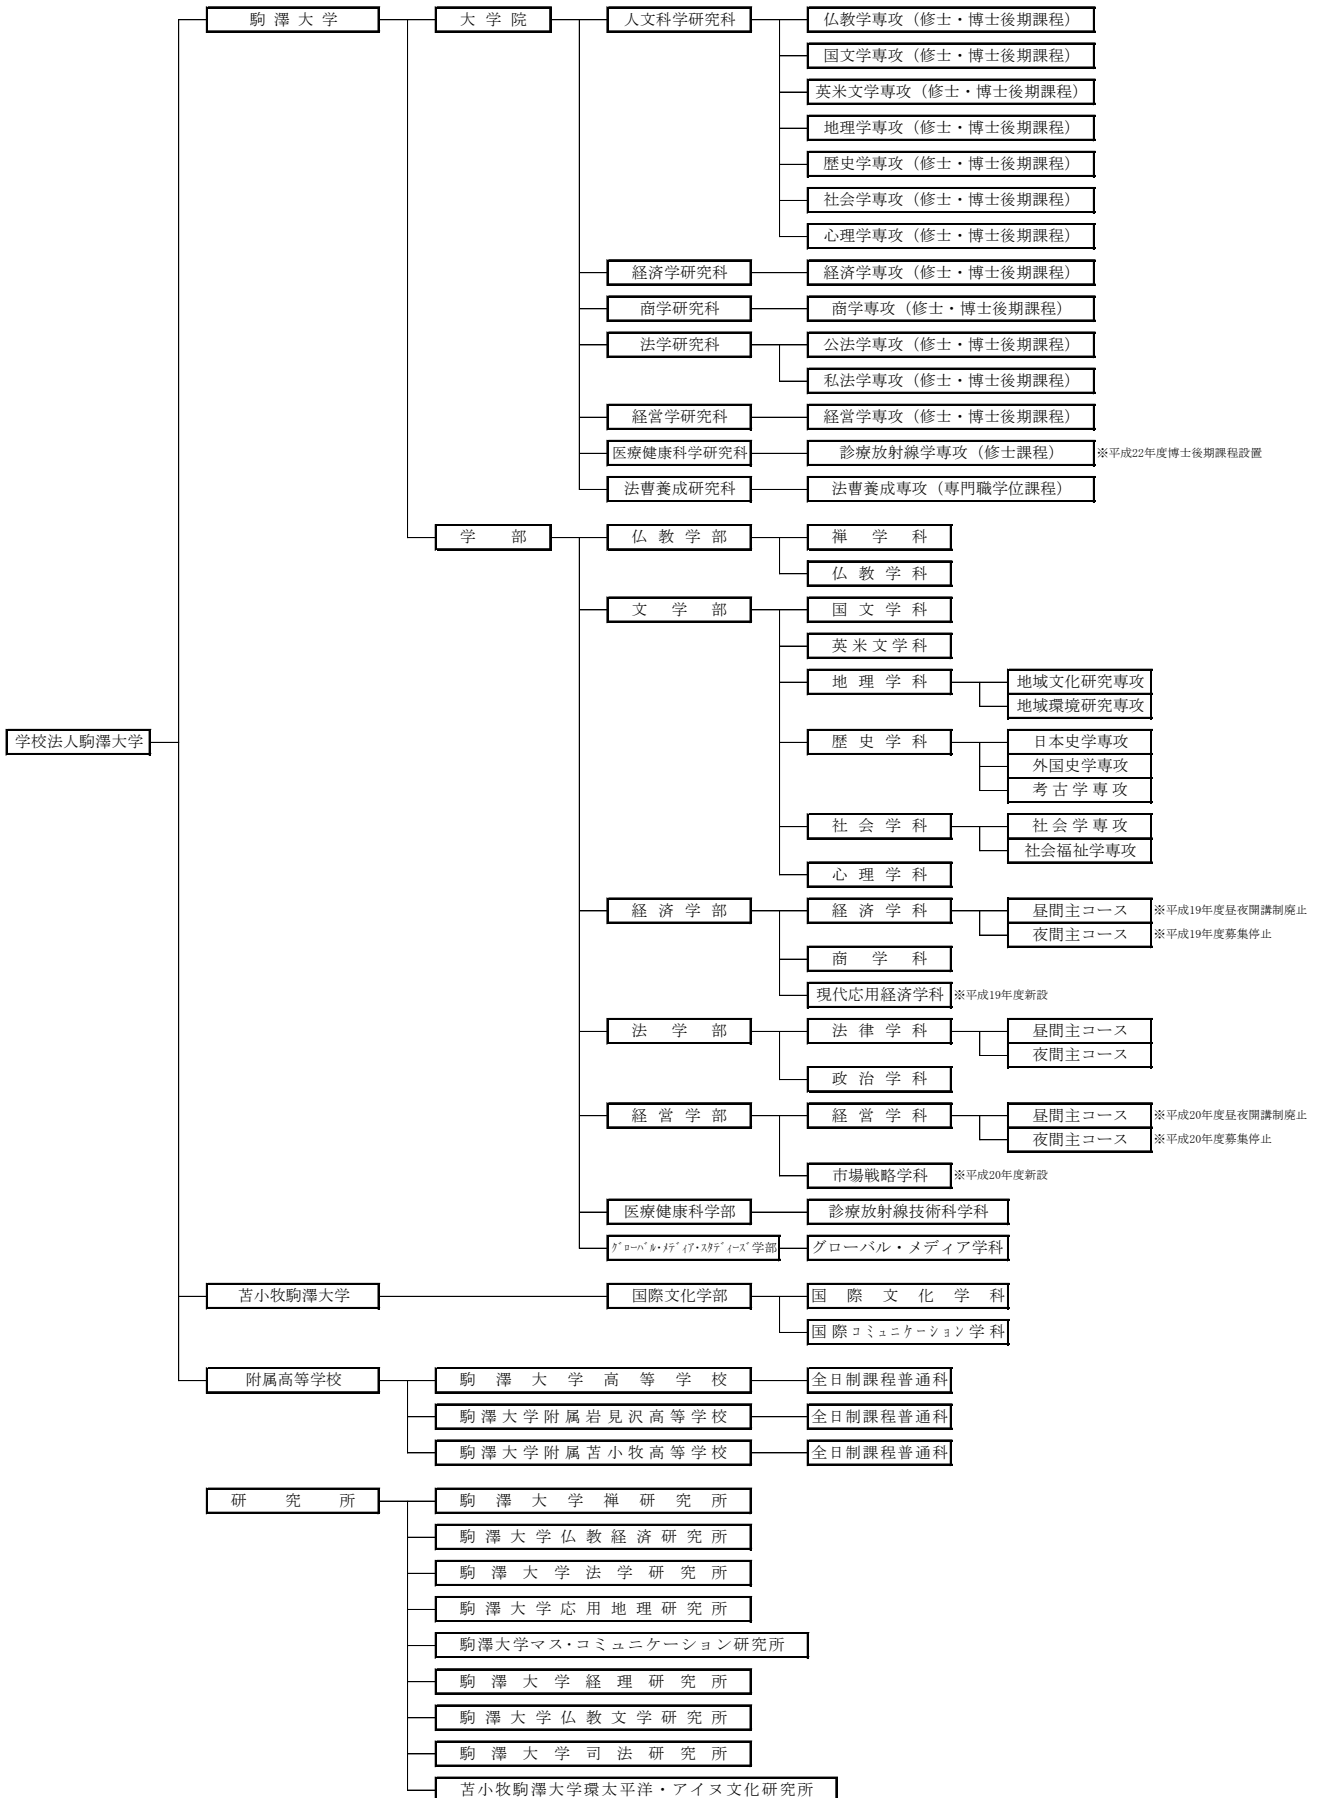 駒澤大学 大学院 人文科学研究科 仏教学専攻（修士・博士後期課程）
国文学専攻（修士・博士後期課程）
英米文学専攻（修士・博士後期課程）
地理学専攻（修士・博士後期課程）
歴史学専攻（修士・博士後期課程）
社会学専攻（修士・博士後期課程）
心理学専攻（修士・博士後期課程）
経済学研究科 経済学専攻（修士・博士後期課程）
商学研究科 商学専攻（修士・博士後期課程）
法学研究科 公法学専攻（修士・博士後期課程）
私法学専攻（修士・博士後期課程）
経営学研究科 経営学専攻（修士・博士後期課程）
医療健康科学研究科 診療放射線学専攻（修士課程） ※平成22年度博士後期課程設置
法曹養成研究科 法曹養成専攻（専門職学位課程）
学部 仏教学部 禅学科
仏教学科
文学部 国文学科
英米文学科
地理学科 地域文化研究専攻
地域環境研究専攻
学校法人駒澤大学 歴史学科 日本史学専攻
外国史学専攻
考古学専攻
社会学科 社会学専攻
社会福祉学専攻
心理学科
経済学部 経済学科 昼間主コース ※平成19年度昼夜開講制廃止
夜間主コース ※平成19年度募集停止
商学科
現代応用経済学科 ※平成19年度新設
法学部 法律学科 昼間主コース
夜間主コース
政治学科
経営学部 経営学科 昼間主コース ※平成20年度昼夜開講制廃止
夜間主コース ※平成20年度募集停止
市場戦略学科 ※平成20年度新設
医療健康科学部 診療放射線技術科学科
ｸﾞﾛｰﾊﾞﾙ・ﾒﾃﾞｨｱ・ｽﾀﾃﾞｨｰｽﾞ学部 グローバル・メディア学科
苫小牧駒澤大学 国際文化学部 国際文化学科
国際コミュニケーション学科
附属高等学校 駒澤大学高等学校 全日制課程普通科
駒澤大学附属岩見沢高等学校 全日制課程普通科
駒澤大学附属苫小牧高等学校 全日制課程普通科
研究所 駒澤大学禅研究所
駒澤大学仏教経済研究所
駒澤大学法学研究所
駒澤大学応用地理研究所
駒澤大学マス・コミュニケーション研究所
駒澤大学経理研究所
駒澤大学仏教文学研究所
駒澤大学司法研究所
苫小牧駒澤大学環太平洋・アイヌ文化研究所